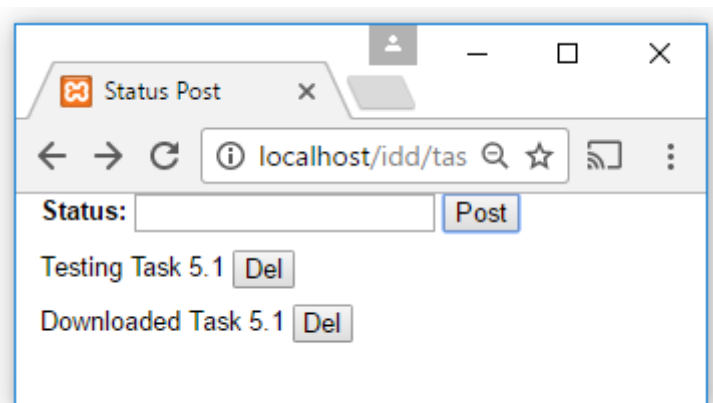 Status Post
localhost/idd/tas
Status: Post
Testing Task 5.1 Del
Downloaded Task 5.1 Del